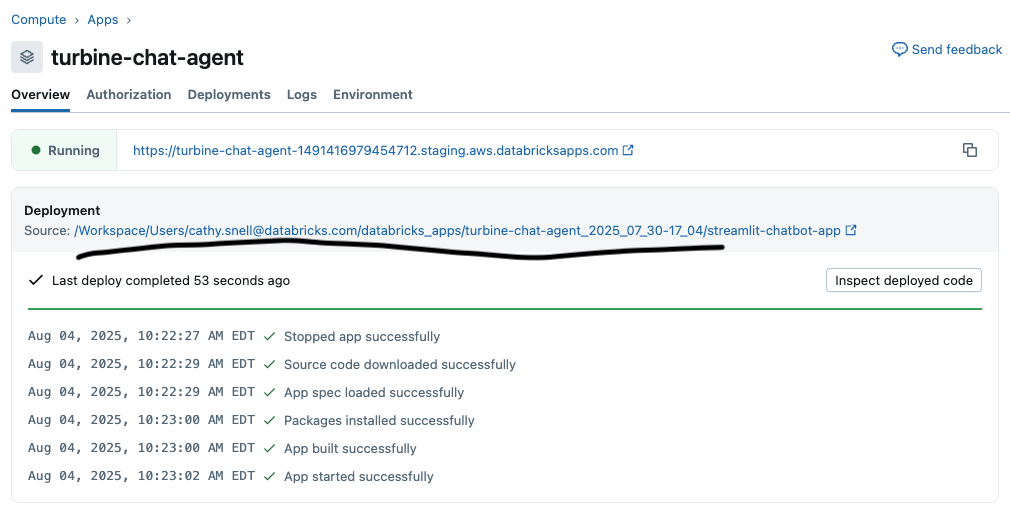 Compute › Apps ›
turbine-chat-agent
Send feedback
Overview Authorization Deployments Logs Environment
Running https://turbine-chat-agent-1491416979454712.staging.aws.databricksapps.com
Deployment
Source: /Workspace/Users/cathy.snell@databricks.com/databricks_apps/turbine-chat-agent_2025_07_30-17_04/streamlit-chatbot-app
Last deploy completed 53 seconds ago Inspect deployed code
Aug 04, 2025, 10:22:27 AM EDT ✓ Stopped app successfully
Aug 04, 2025, 10:22:29 AM EDT ✓ Source code downloaded successfully
Aug 04, 2025, 10:22:29 AM EDT ✓ App spec loaded successfully
Aug 04, 2025, 10:23:00 AM EDT ✓ Packages installed successfully
Aug 04, 2025, 10:23:00 AM EDT ✓ App built successfully
Aug 04, 2025, 10:23:02 AM EDT ✓ App started successfully